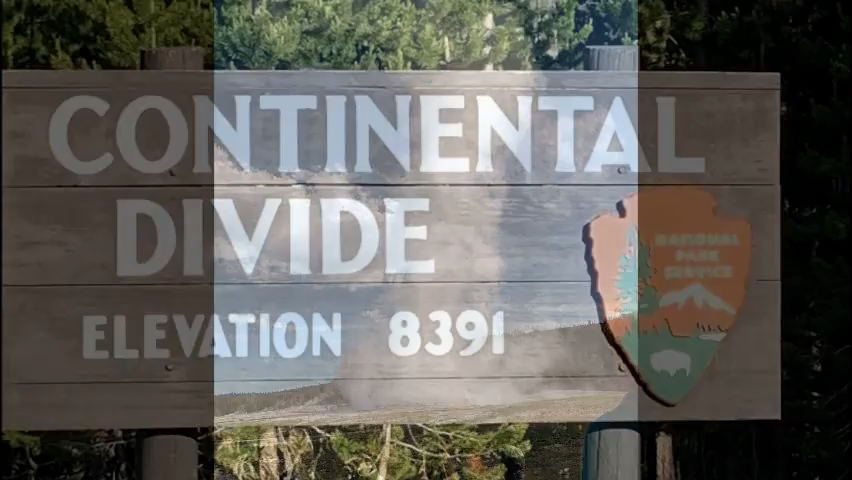 CONTINENTAL
DIVIDE
ELEVATION 8391
NATIONAL
PARK
SERVICE